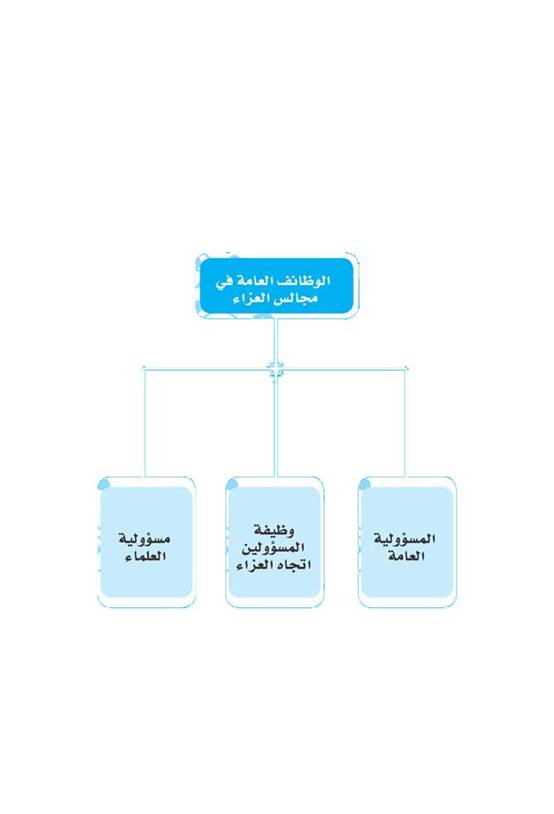 الوظائف العامة في
مجالس العزاء
المسؤولية
العامة
وظيفة
المسؤولين
اتجاه العزاء
مسؤولية
العلماء